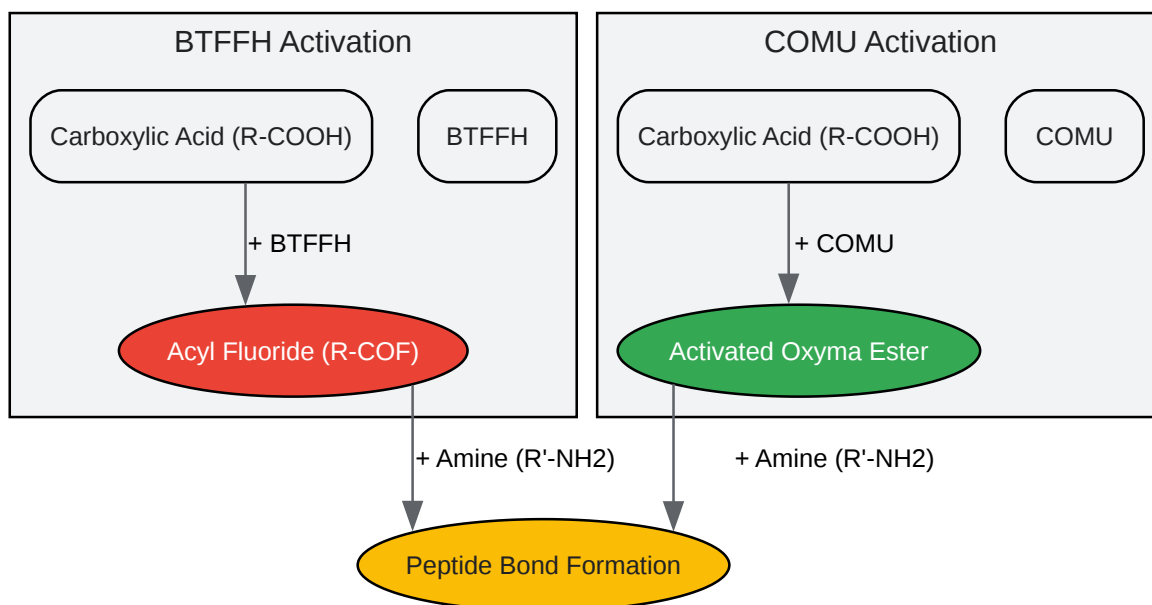 BTFFH Activation
COMU Activation
Carboxylic Acid (R-COOH)
BTFFH
Carboxylic Acid (R-COOH)
COMU
+ BTFFH
+ COMU
Acyl Fluoride (R-COF)
Activated Oxyma Ester
+ Amine (R'-NH2)
+ Amine (R'-NH2)
Peptide Bond Formation